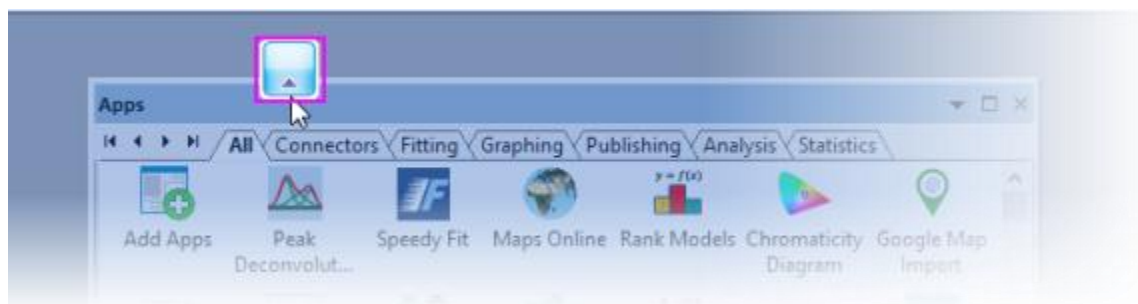 Apps
All Connectors Fitting Graphing Publishing Analysis Statistics
y = f(x)
Add Apps Peak Speedy Fit Maps Online Rank Models Chromaticity Google Map
Deconvolut... Diagram Import